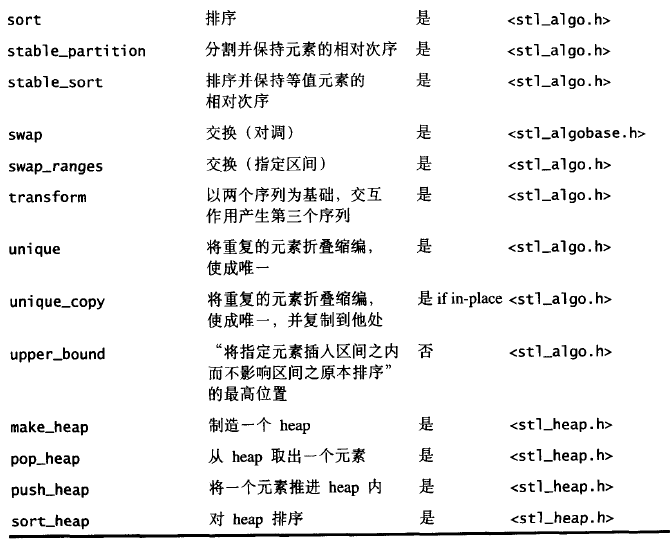 sort 排序 是 <stl_algo.h>
stable_partition 分割并保持元素的相对次序 是 <stl_algo.h>
stable_sort 排序并保持等值元素的 是 <stl_algo.h>
相对次序
swap 交换（对调） 是 <stl_algobase.h>
swap_ranges 交换（指定区间） 是 <stl_algo.h>
transform 以两个序列为基础，交互 是 <stl_algo.h>
作用产生第三个序列
unique 将重复的元素折叠缩编， 是 <stl_algo.h>
使成唯一
unique_copy 将重复的元素折叠缩编， 是 if in-place <stl_algo.h>
使成唯一，并复制到他处
upper_bound “将指定元素插入区间之内 否 <stl_algo.h>
而不影响区间之原本排序”
的最高位置
make_heap 制造一个 heap 是 <stl_heap.h>
pop_heap 从 heap 取出一个元素 是 <stl_heap.h>
push_heap 将一个元素推进 heap 内 是 <stl_heap.h>
sort_heap 对 heap 排序 是 <stl_heap.h>